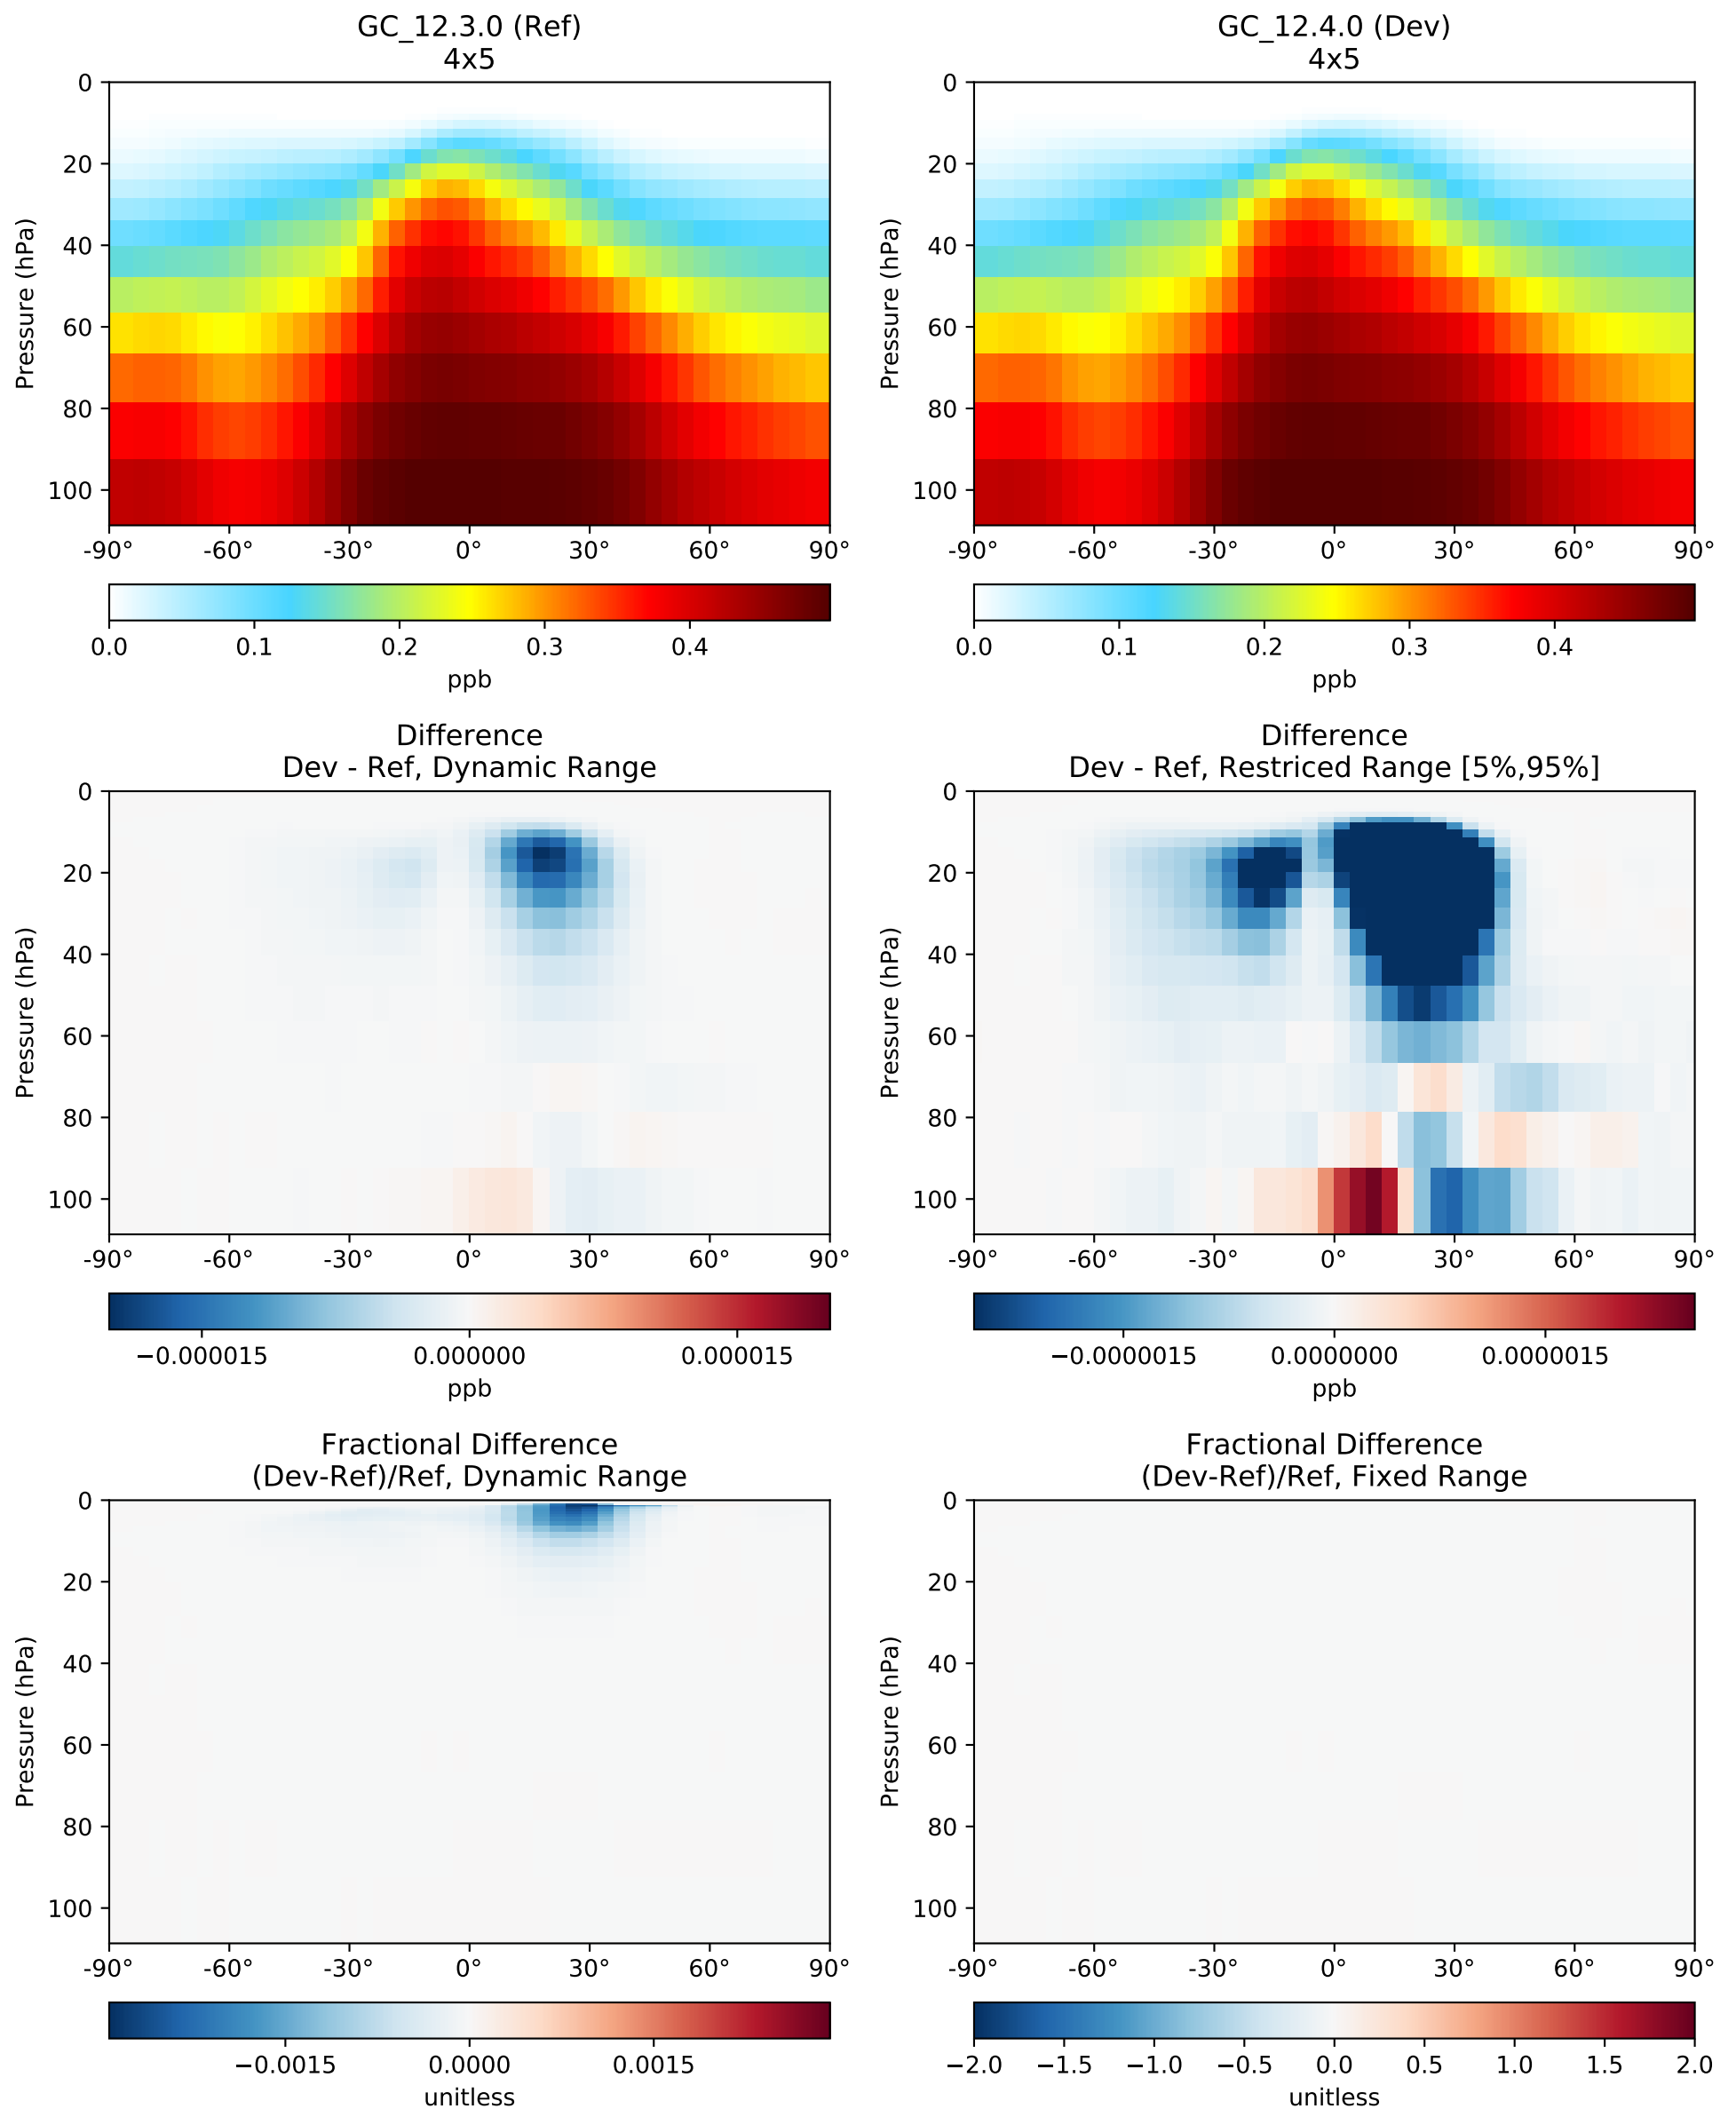 GC_12.3.0 (Ref)
4x5
0
20
40
60
80
100
Pressure (hPa)
-90° -60° -30° 0° 30° 60° 90°
0.0 0.1 0.2 0.3 0.4
ppb
GC_12.4.0 (Dev)
4x5
0
20
40
60
80
100
Pressure (hPa)
-90° -60° -30° 0° 30° 60° 90°
0.0 0.1 0.2 0.3 0.4
ppb
Difference
Dev - Ref, Dynamic Range
0
20
40
60
80
100
Pressure (hPa)
-90° -60° -30° 0° 30° 60° 90°
−0.000015 0.000000 0.000015
ppb
Difference
Dev - Ref, Restriced Range [5%,95%]
0
20
40
60
80
100
Pressure (hPa)
-90° -60° -30° 0° 30° 60° 90°
−0.0000015 0.0000000 0.0000015
ppb
Fractional Difference
(Dev-Ref)/Ref, Dynamic Range
0
20
40
60
80
100
Pressure (hPa)
-90° -60° -30° 0° 30° 60° 90°
−0.0015 0.0000 0.0015
unitless
Fractional Difference
(Dev-Ref)/Ref, Fixed Range
0
20
40
60
80
100
Pressure (hPa)
-90° -60° -30° 0° 30° 60° 90°
−2.0 −1.5 −1.0 −0.5 0.0 0.5 1.0 1.5 2.0
unitless